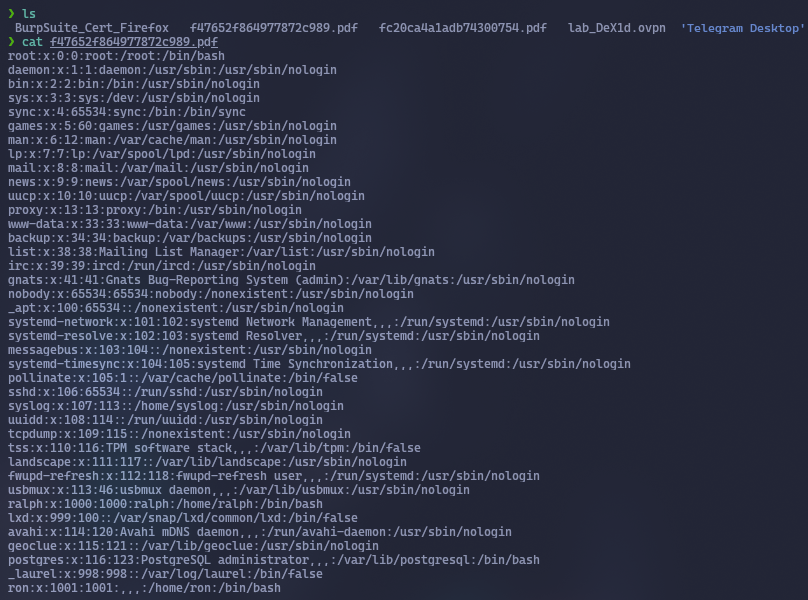 ❯ ls
BurpSuite_Cert_Firefox f47652f864977872c989.pdf fc20ca4a1adb74300754.pdf lab_DeX1d.ovpn 'Telegram Desktop'
❯ cat f47652f864977872c989.pdf
root:x:0:0:root:/root:/bin/bash
daemon:x:1:1:daemon:/usr/sbin:/usr/sbin/nologin
bin:x:2:2:bin:/bin:/usr/sbin/nologin
sys:x:3:3:sys:/dev:/usr/sbin/nologin
sync:x:4:65534:sync:/bin:/bin/sync
games:x:5:60:games:/usr/games:/usr/sbin/nologin
man:x:6:12:man:/var/cache/man:/usr/sbin/nologin
lp:x:7:7:lp:/var/spool/lpd:/usr/sbin/nologin
mail:x:8:8:mail:/var/mail:/usr/sbin/nologin
news:x:9:9:news:/var/spool/news:/usr/sbin/nologin
uucp:x:10:10:uucp:/var/spool/uucp:/usr/sbin/nologin
proxy:x:13:13:proxy:/bin:/usr/sbin/nologin
www-data:x:33:33:www-data:/var/www:/usr/sbin/nologin
backup:x:34:34:backup:/var/backups:/usr/sbin/nologin
list:x:38:38:Mailing List Manager:/var/list:/usr/sbin/nologin
irc:x:39:39:ircd:/run/ircd:/usr/sbin/nologin
gnats:x:41:41:Gnats Bug-Reporting System (admin):/var/lib/gnats:/usr/sbin/nologin
nobody:x:65534:65534:nobody:/nonexistent:/usr/sbin/nologin
_apt:x:100:65534::/nonexistent:/usr/sbin/nologin
systemd-network:x:101:102:systemd Network Management,,,:/run/systemd:/usr/sbin/nologin
systemd-resolve:x:102:103:systemd Resolver,,,:/run/systemd:/usr/sbin/nologin
messagebus:x:103:104::/nonexistent:/usr/sbin/nologin
systemd-timesync:x:104:105:systemd Time Synchronization,,,:/run/systemd:/usr/sbin/nologin
pollinate:x:105:1::/var/cache/pollinate:/bin/false
sshd:x:106:65534::/run/sshd:/usr/sbin/nologin
syslog:x:107:113::/home/syslog:/usr/sbin/nologin
uuidd:x:108:114::/run/uuidd:/usr/sbin/nologin
tcpdump:x:109:115::/nonexistent:/usr/sbin/nologin
tss:x:110:116:TPM software stack,,,:/var/lib/tpm:/bin/false
landscape:x:111:117::/var/lib/landscape:/usr/sbin/nologin
fwupd-refresh:x:112:118:fwupd-refresh user,,,:/run/systemd:/usr/sbin/nologin
usbmux:x:113:46:usbmux daemon,,,:/var/lib/usbmux:/usr/sbin/nologin
ralph:x:1000:1000:ralph:/home/ralph:/bin/bash
lxd:x:999:100::/var/snap/lxd/common/lxd:/bin/false
avahi:x:114:120:Avahi mDNS daemon,,,:/run/avahi-daemon:/usr/sbin/nologin
geoclue:x:115:121::/var/lib/geoclue:/usr/sbin/nologin
postgres:x:116:123:PostgreSQL administrator,,,:/var/lib/postgresql:/bin/bash
_laurel:x:998:998::/var/log/laurel:/bin/false
ron:x:1001:1001:,,,:/home/ron:/bin/bash